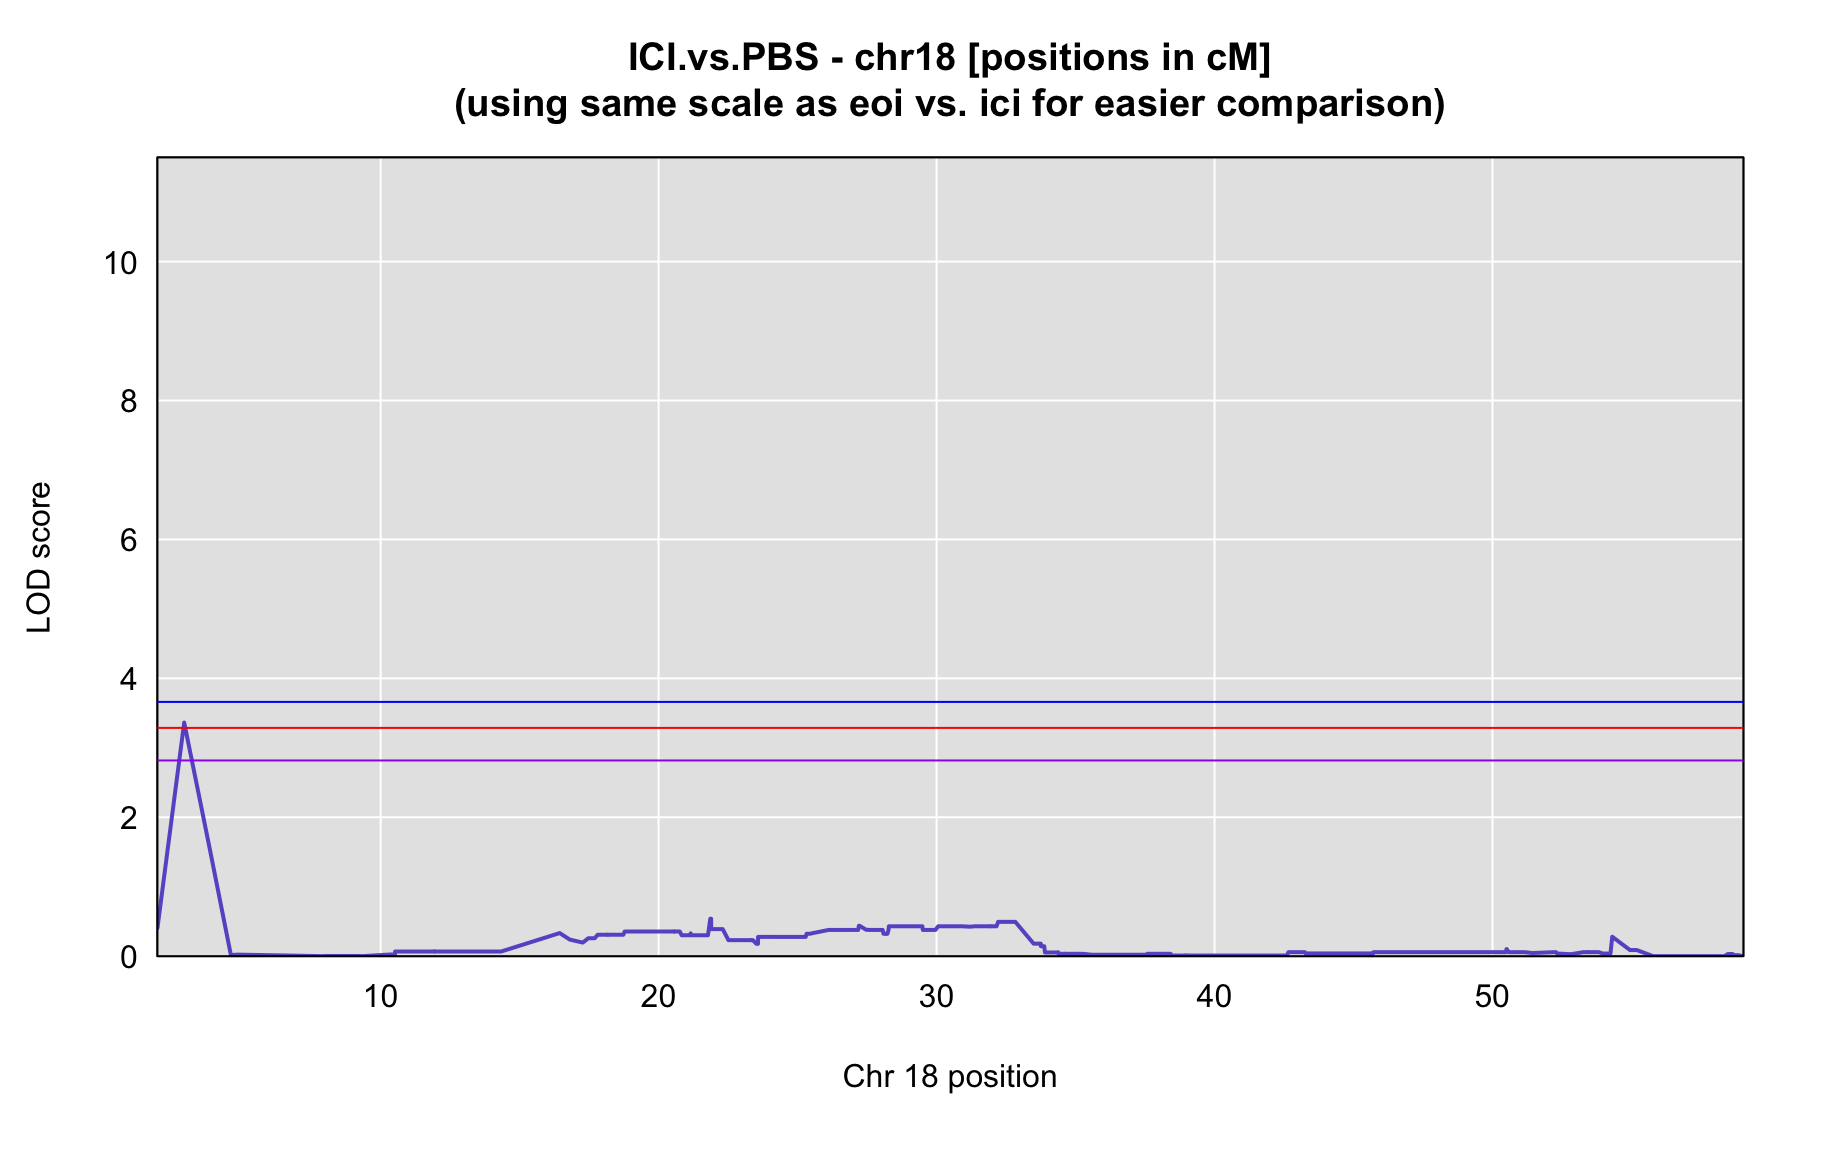 ICI.vs.PBS - chr18 [positions in cM]
(using same scale as eoi vs. ici for easier comparison)
LOD score
10
8
6
4
2
0
10
20
30
40
50
Chr 18 position